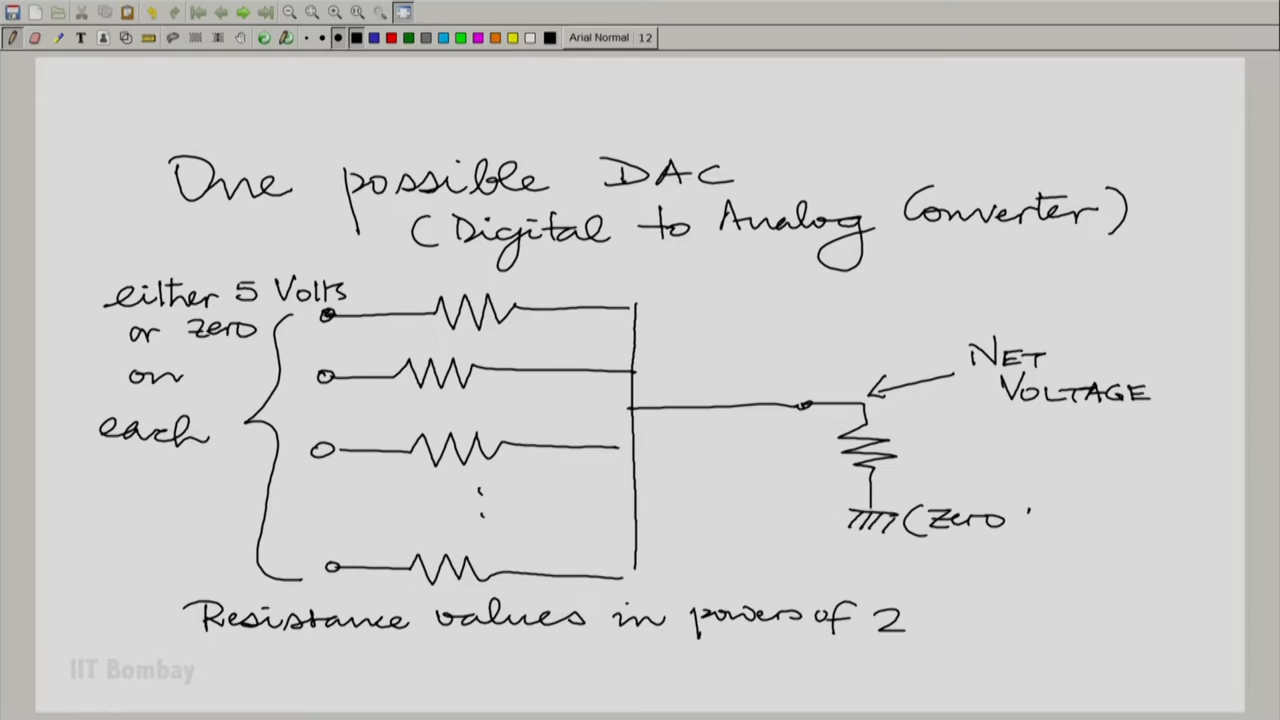 Arial Normal 12
One possible DAC
(Digital to Analog Converter)
either 5 Volts
or zero
on
each
NET
VOLTAGE
(zero
Resistance values in powers of 2
IIT Bombay